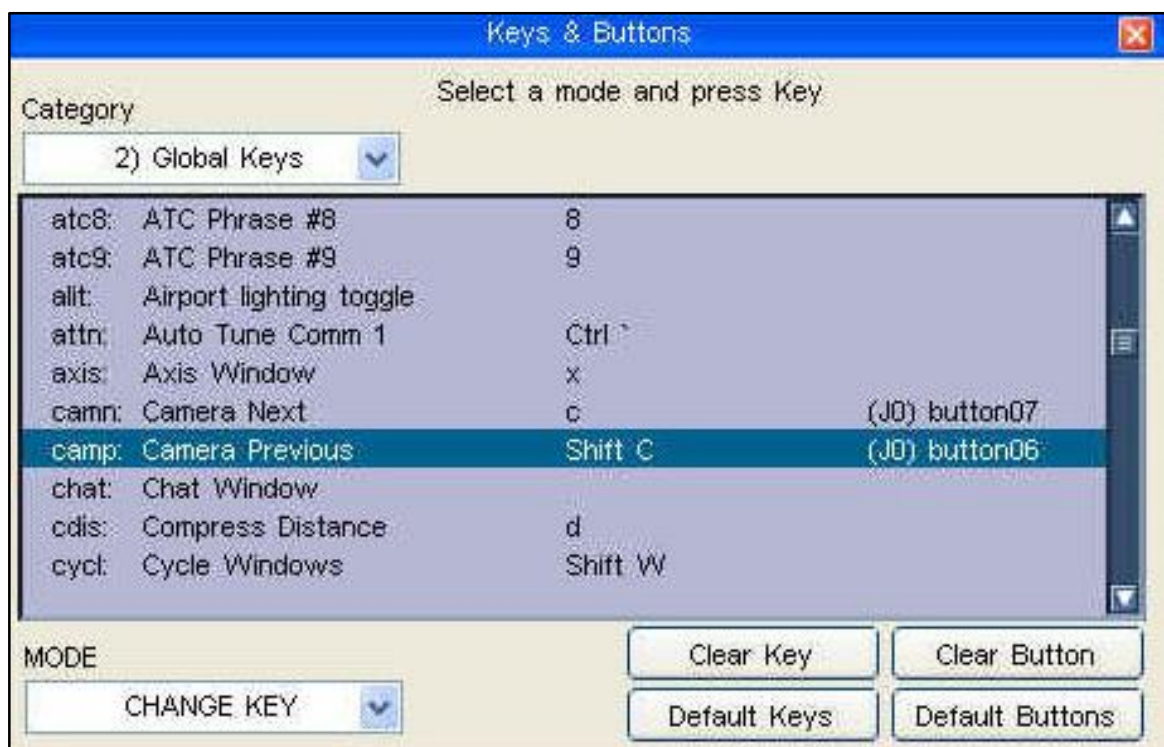 Keys & Buttons
Select a mode and press Key
Category
2) Global Keys
atc8: ATC Phrase #8 8
atc9: ATC Phrase #9 9
alit: Airport lighting toggle
attn: Auto Tune Comm 1 Ctrl `
axis: Axis Window x
camn: Camera Next c (J0) button07
camp: Camera Previous Shift C (J0) button06
chat: Chat Window
cdis: Compress Distance d
cycl: Cycle Windows Shift W
MODE
CHANGE KEY
Clear Key Clear Button
Default Keys Default Buttons